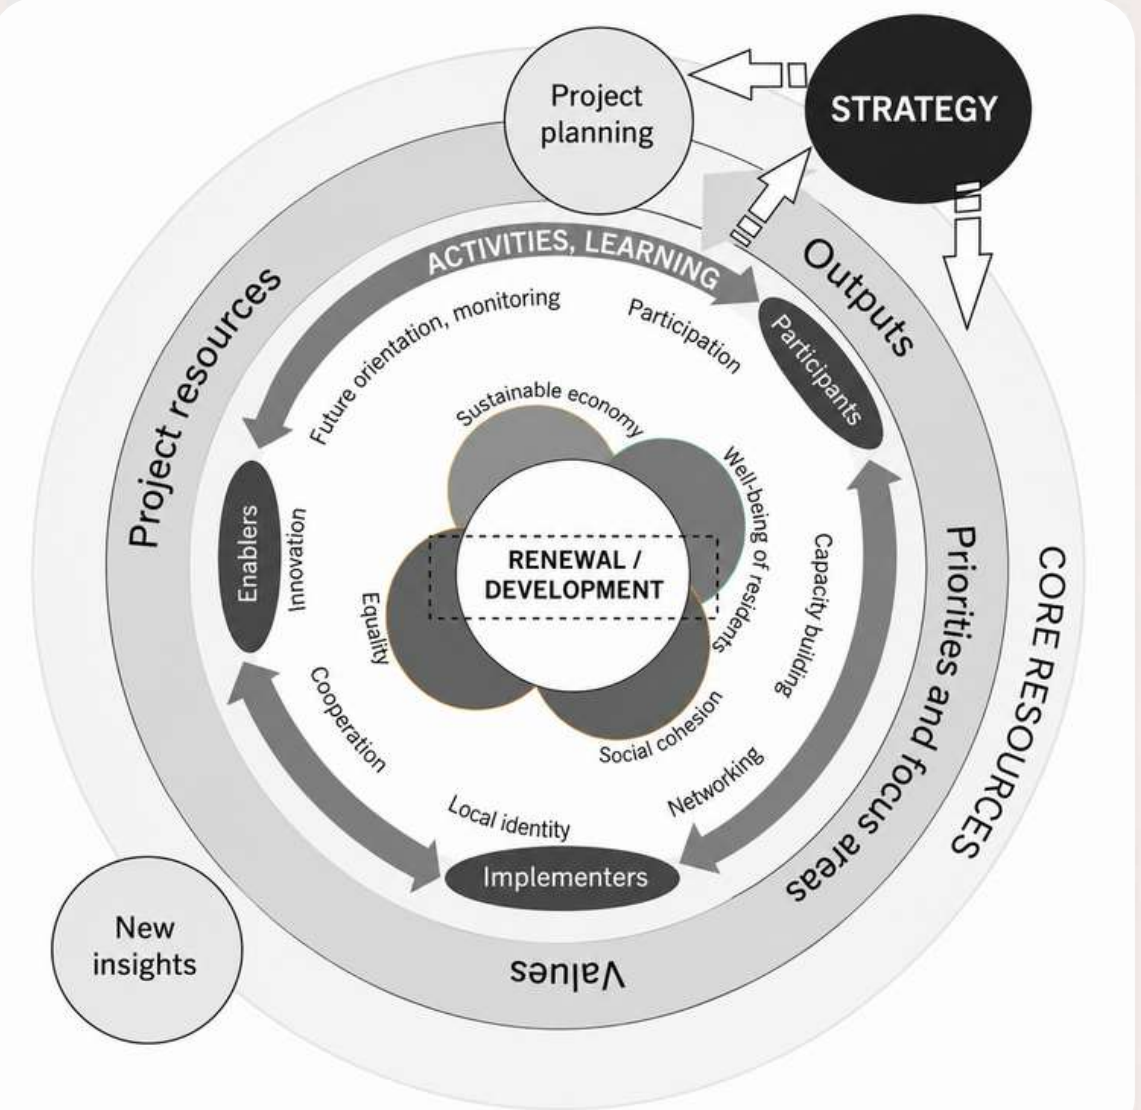 Project
planning
STRATEGY
ACTIVITIES, LEARNING
Outputs
Project resources
Future orientation, monitoring
Participation
Participants
Sustainable economy
Well-being of residents
Enablers
Innovation
RENEWAL /
DEVELOPMENT
Equality
Capacity building
Priorities and focus areas
CORE RESOURCES
Cooperation
Social cohesion
Networking
Local identity
Implementers
New
insights
Values